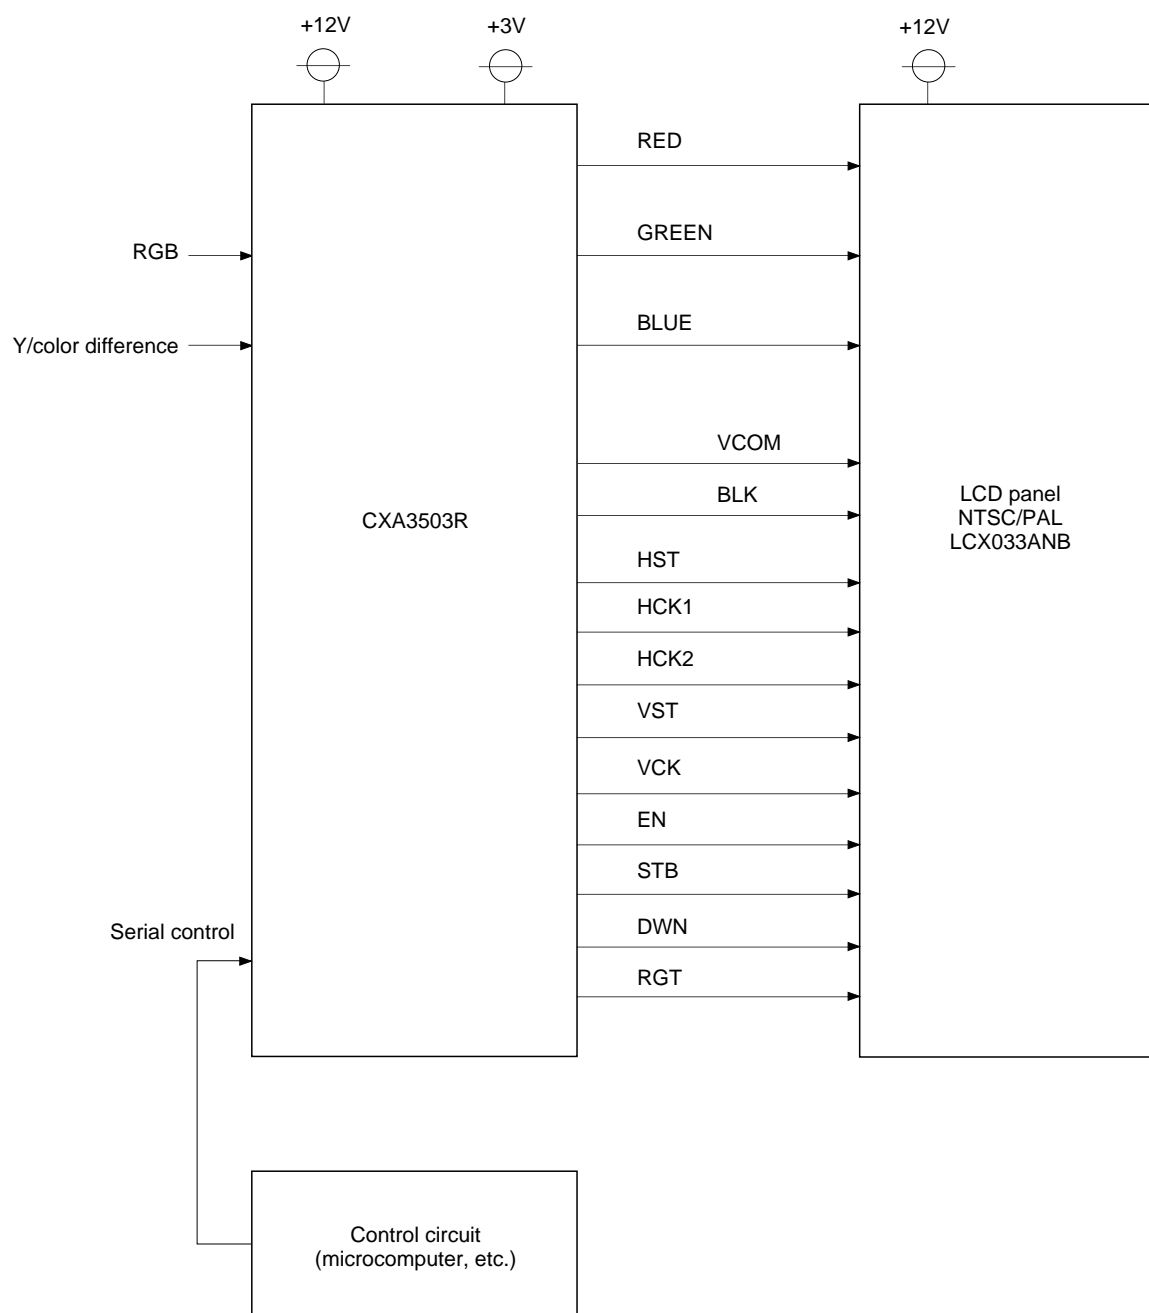 +12V
+3V
+12V
RED
GREEN
RGB
BLUE
Y/color difference
VCOM
BLK
CXA3503R
LCD panel
NTSC/PAL
LCX033ANB
HST
HCK1
HCK2
VST
VCK
EN
STB
DWN
Serial control
RGT
Control circuit
(microcomputer, etc.)